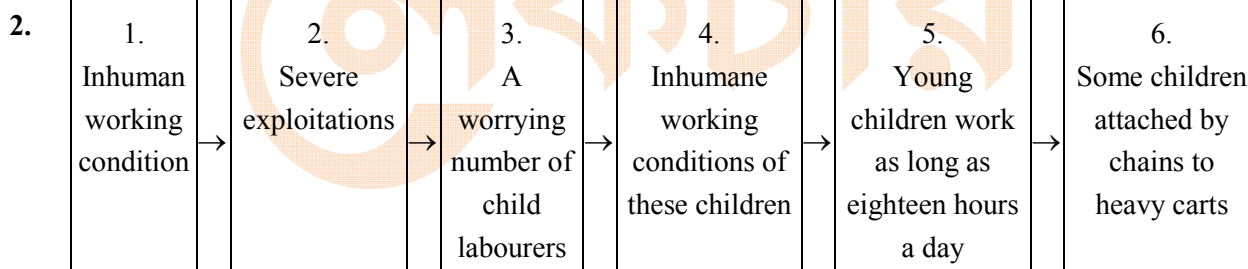 2.
1.
Inhuman
working
condition
→
2.
Severe
exploitations
→
3.
A
worrying
number of
child
labourers
→
4.
Inhumane
working
conditions of
these children
→
5.
Young
children work
as long as
eighteen hours
a day
→
6.
Some children
attached by
chains to
heavy carts